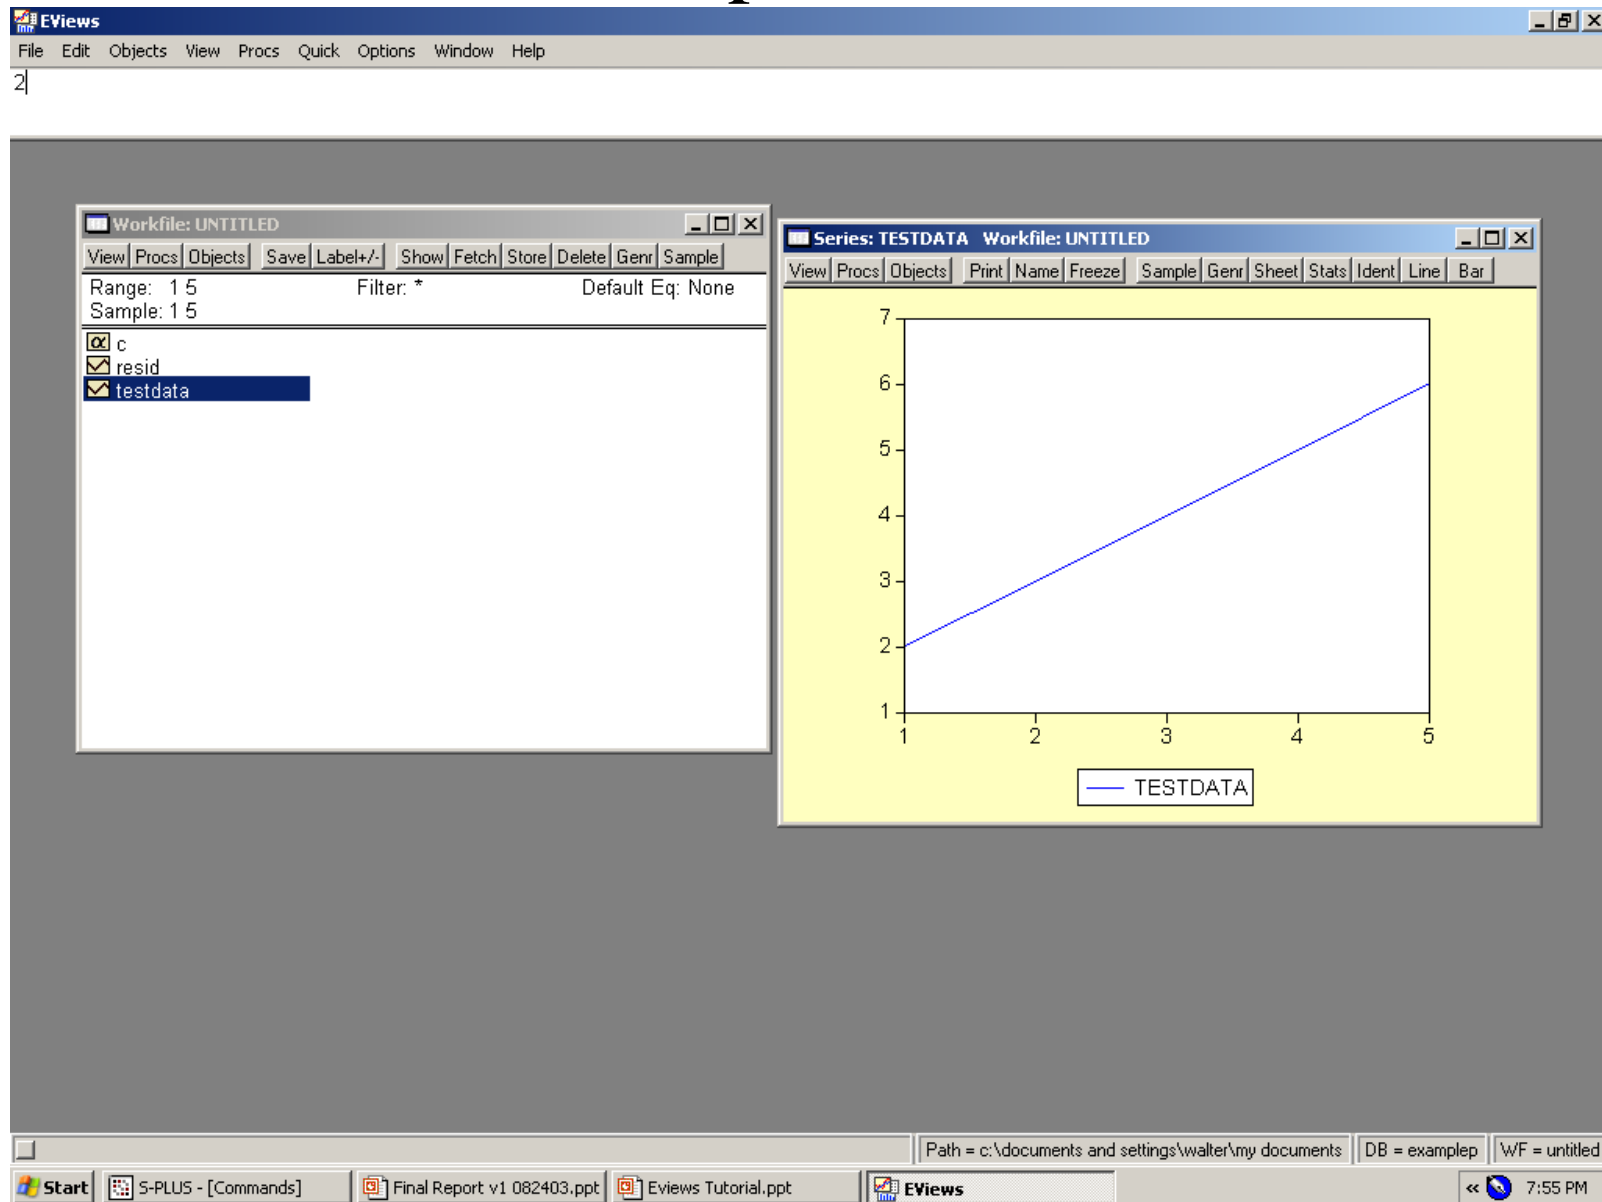 EViews
File Edit Objects View Procs Quick Options Window Help
2
Workfile: UNTITLED
View Procs Objects Save Label+/- Show Fetch Store Delete Genr Sample
Range: 1 5 Filter: * Default Eq: None
Sample: 1 5
c
resid
testdata
Series: TESTDATA Workfile: UNTITLED
View Procs Objects Print Name Freeze Sample Genr Sheet Stats Ident Line Bar
7
6
5
4
3
2
1
1 2 3 4 5
TESTDATA
Path = c:\documents and settings\walter\my documents DB = examplep WF = untitled
Start S-PLUS - [Commands] Final Report v1 082403.ppt Eviews Tutorial.ppt EViews « 7:55 PM